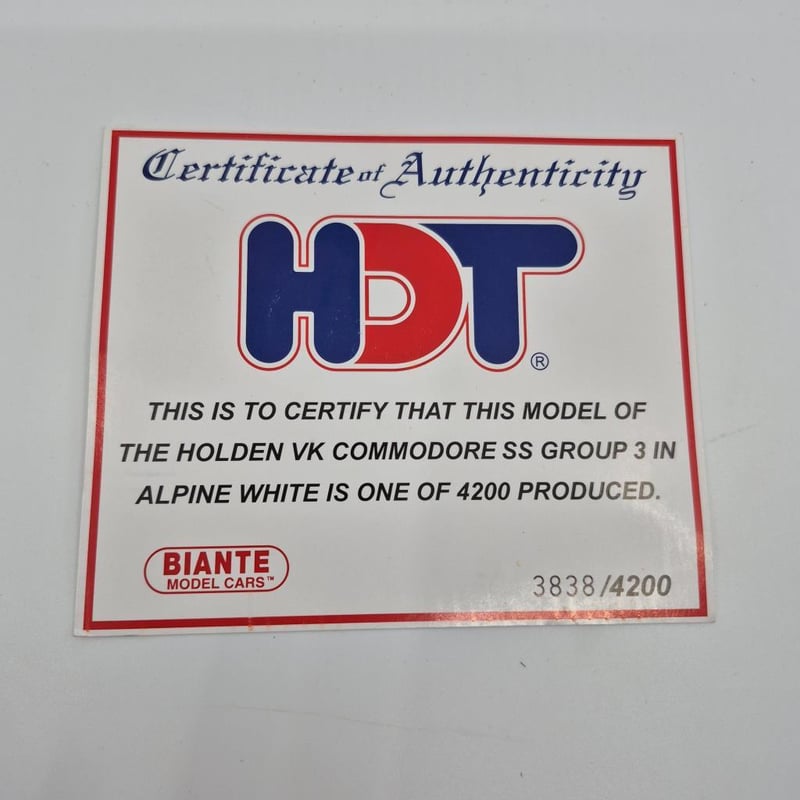 Certificate of Authenticity
HDT
®
THIS IS TO CERTIFY THAT THIS MODEL OF
THE HOLDEN VK COMMODORE SS GROUP 3 IN
ALPINE WHITE IS ONE OF 4200 PRODUCED.
BIANTE
MODEL CARS™
3838/4200